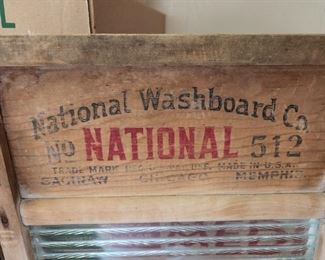 National Washboard Co.
No NATIONAL 512
TRADE MARK REG. U.S. PAT. OFF. MADE IN U.S.A.
SAGINAW CHICAGO MEMPHIS